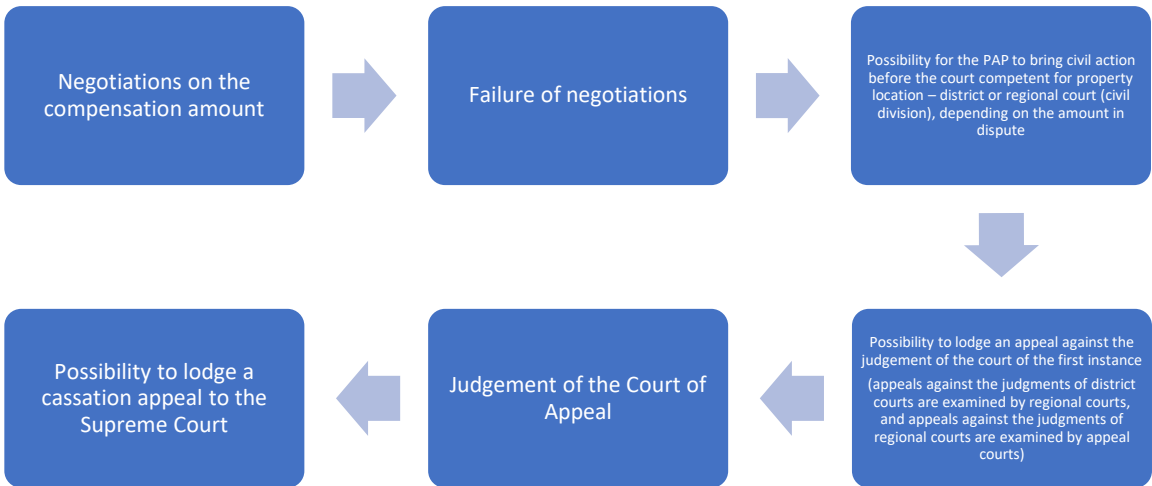 Negotiations on the
compensation amount
Failure of negotiations
Possibility for the PAP to bring civil action
before the court competent for property
location – district or regional court (civil
division), depending on the amount in
dispute
Possibility to lodge an appeal against the
judgement of the court of the first instance
(appeals against the judgments of district
courts are examined by regional courts,
and appeals against the judgments of
regional courts are examined by appeal
courts)
Judgement of the Court of
Appeal
Possibility to lodge a
cassation appeal to the
Supreme Court